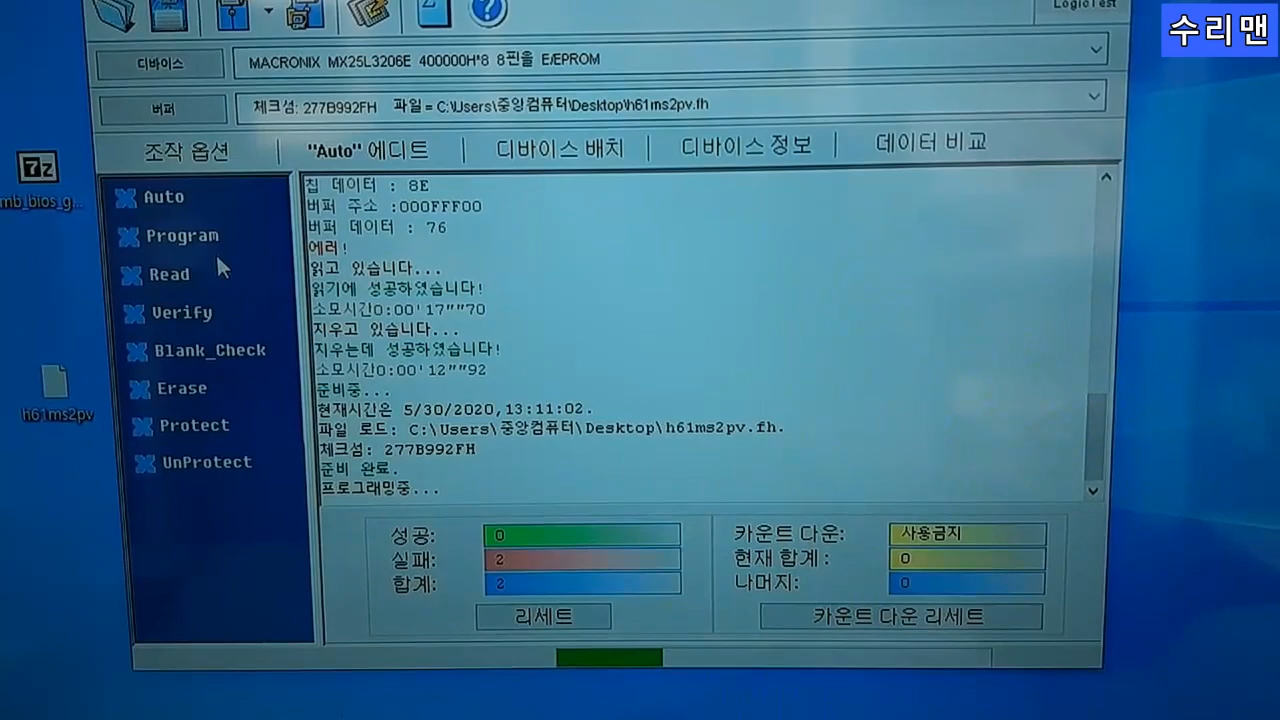 LogicTest
수리맨
디바이스
MACRONIX MX25L3206E 400000H*8 8핀을 E/EPROM
버퍼
체크섬: 277B992FH 파일 = C:\Users\중앙컴퓨터\Desktop\h61ms2pv.fh
조작 옵션
"Auto" 에디트
디바이스 배치
디바이스 정보
데이터 비교
7z
mb_bios_g...
h61ms2pv
Auto
Program
Read
Verify
Blank_Check
Erase
Protect
UnProtect
칩 데이터 : 8E
버퍼 주소 :000FFF00
버퍼 데이터 : 76
에러!
읽고 있습니다...
읽기에 성공하였습니다!
소모시간0:00'17""70
지우고 있습니다...
지우는데 성공하였습니다!
소모시간0:00'12""92
준비중...
현재시간은 5/30/2020,13:11:02.
파일 로드: C:\Users\중앙컴퓨터\Desktop\h61ms2pv.fh.
체크섬: 277B992FH
준비 완료.
프로그래밍중...
성공: 0
실패: 2
합계: 2
리세트
카운트 다운: 사용금지
현재 합계 : 0
나머지: 0
카운트 다운 리세트